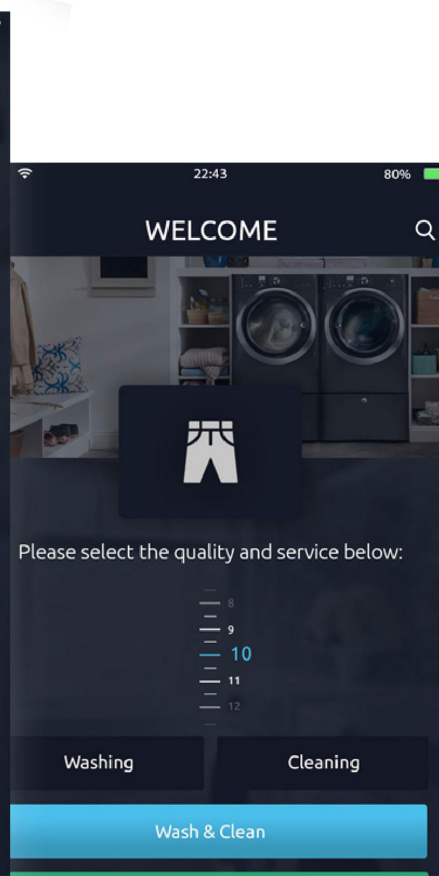 22:43
80%
WELCOME
Please select the quality and service below:
8
9
10
11
12
Washing
Cleaning
Wash & Clean